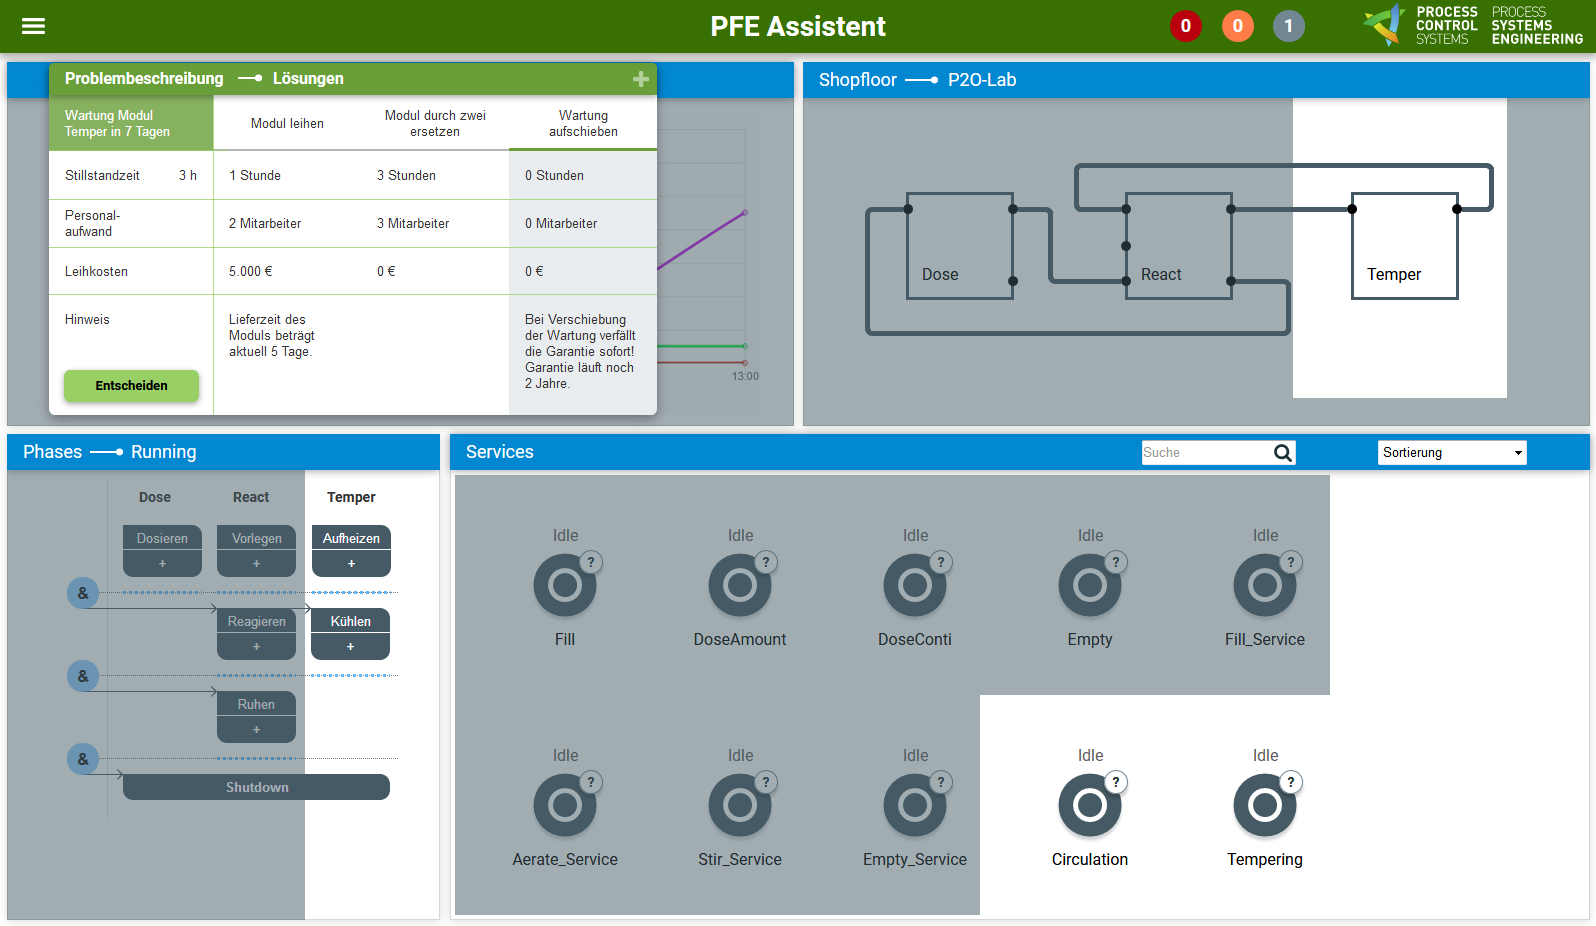 PFE Assistent
0
0
1
PROCESS
CONTROL
SYSTEMS
PROCESS
SYSTEMS
ENGINEERING
Problembeschreibung Lösungen +
Wartung Modul
Temper in 7 Tagen
Modul leihen
Modul durch zwei
ersetzen
Wartung
aufschieben
Stillstandzeit 3 h 1 Stunde 3 Stunden 0 Stunden
Personal-
aufwand
2 Mitarbeiter 3 Mitarbeiter 0 Mitarbeiter
Leihkosten 5.000 € 0 € 0 €
Hinweis
Lieferzeit des
Moduls beträgt
aktuell 5 Tage.
Bei Verschiebung
der Wartung verfällt
die Garantie sofort!
Garantie läuft noch
2 Jahre.
Entscheiden
13:00
Shopfloor P2O-Lab
Dose
React
Temper
Phases Running
Dose React Temper
Dosieren Vorlegen Aufheizen
+ + +
&
Reagieren Kühlen
+ +
&
Ruhen
+
&
Shutdown
Services
Suche
Sortierung
Idle Idle Idle Idle Idle
? ? ? ? ?
Fill DoseAmount DoseConti Empty Fill_Service
Idle Idle Idle Idle Idle
? ? ? ? ?
Aerate_Service Stir_Service Empty_Service Circulation Tempering